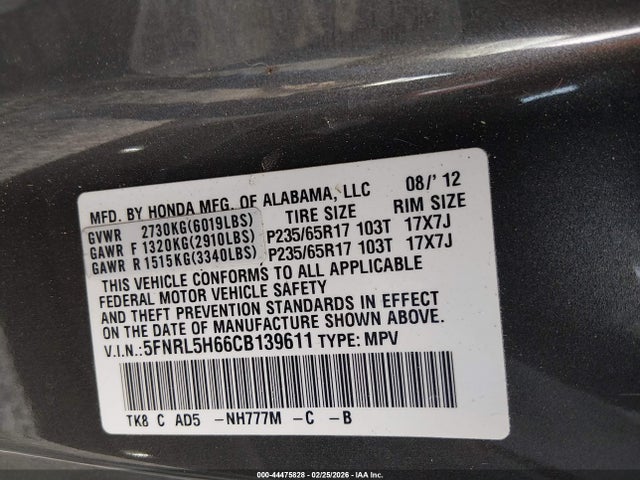 MFD. BY HONDA MFG. OF ALABAMA, LLC 08/'12
TIRE SIZE RIM SIZE
GVWR 2730KG(6019LBS)
GAWR F 1320KG(2910LBS) P235/65R17 103T 17X7J
GAWR R 1515KG(3340LBS) P235/65R17 103T 17X7J
THIS VEHICLE CONFORMS TO ALL APPLICABLE
FEDERAL MOTOR VEHICLE SAFETY
AND THEFT PREVENTION STANDARDS IN EFFECT
ON THE DATE OF MANUFACTURE SHOWN ABOVE.
V.I.N.:5FNRL5H66CB139611 TYPE: MPV
TK8 C AD5 -NH777M -C -B
000-44475828 - 02/25/2026 - IAA Inc.